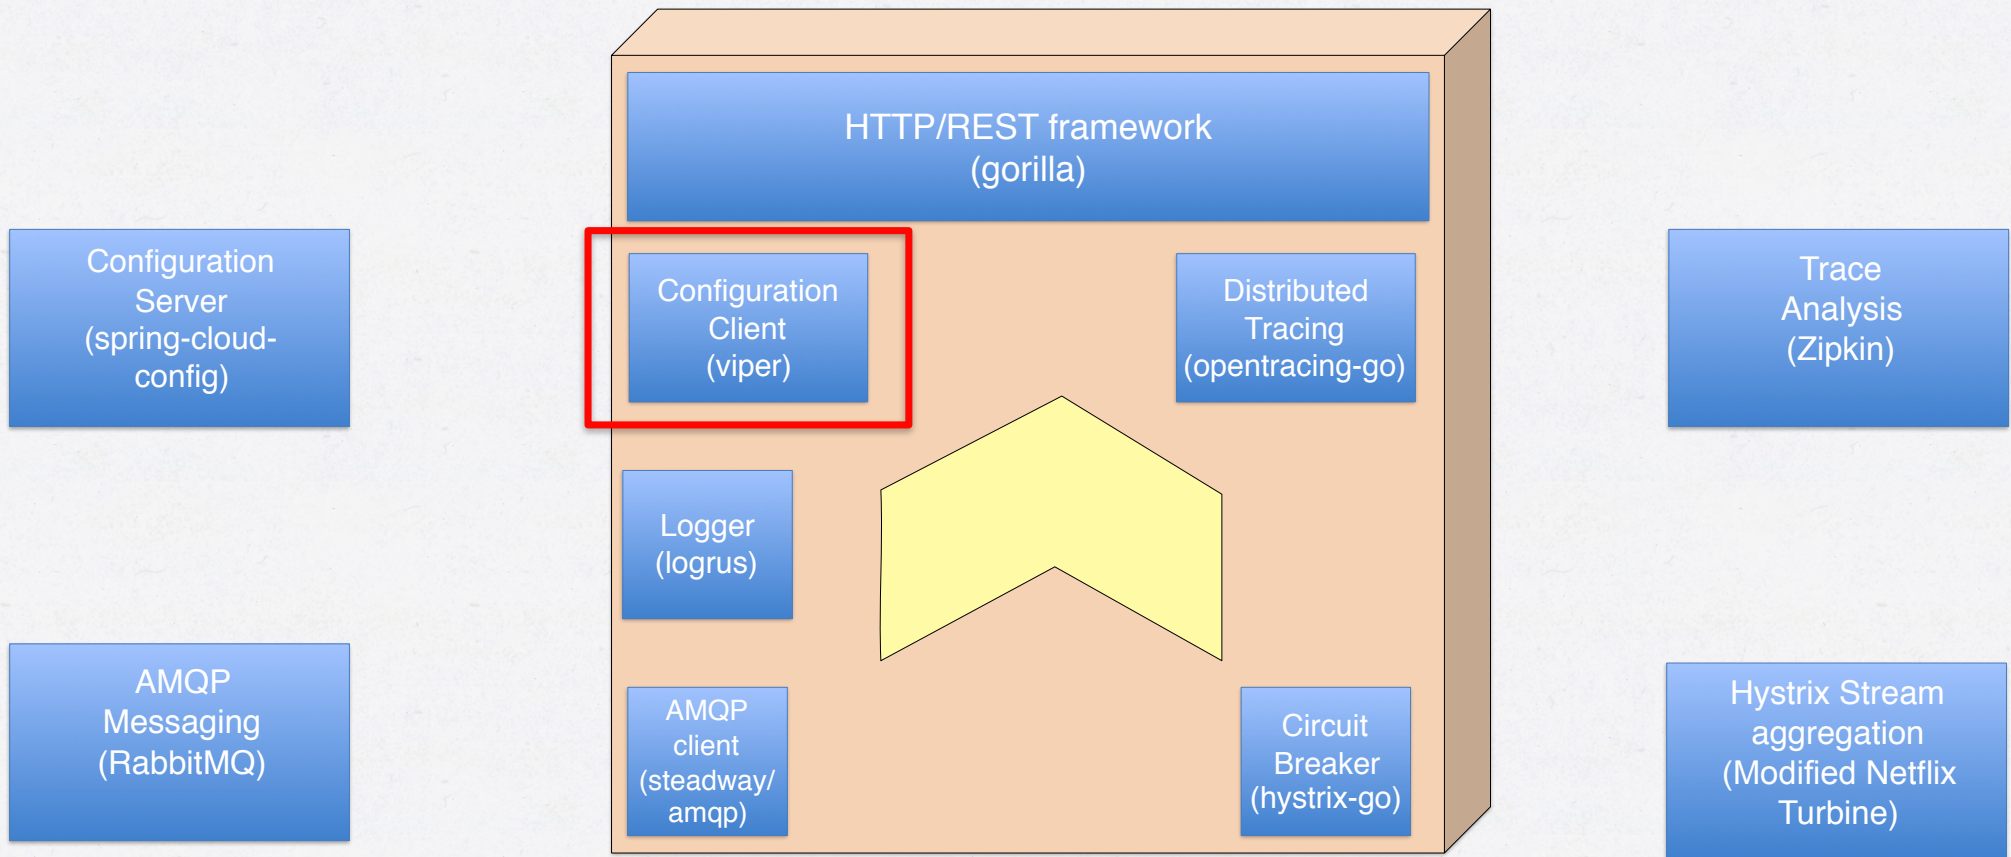 HTTP/REST framework
(gorilla)
Configuration
Server
(spring-cloud-
config)
Configuration
Client
(viper)
Distributed
Tracing
(opentracing-go)
Trace
Analysis
(Zipkin)
Logger
(logrus)
AMQP
Messaging
(RabbitMQ)
AMQP
client
(steadway/
amqp)
Circuit
Breaker
(hystrix-go)
Hystrix Stream
aggregation
(Modified Netflix
Turbine)